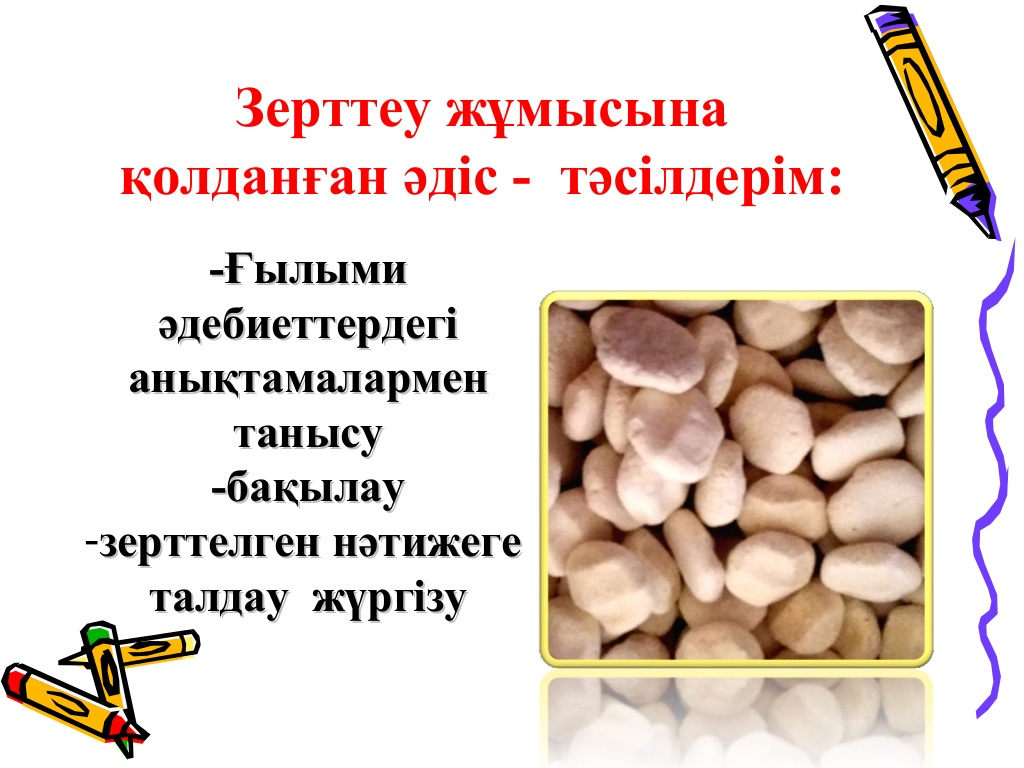 Зерттеу жұмысына
қолданған әдіс -  тәсілдерім:
-Ғылыми
әдебиеттердегі
анықтамалармен
танысу
-бақылау
-зерттелген нәтижеге
талдау  жүргізу